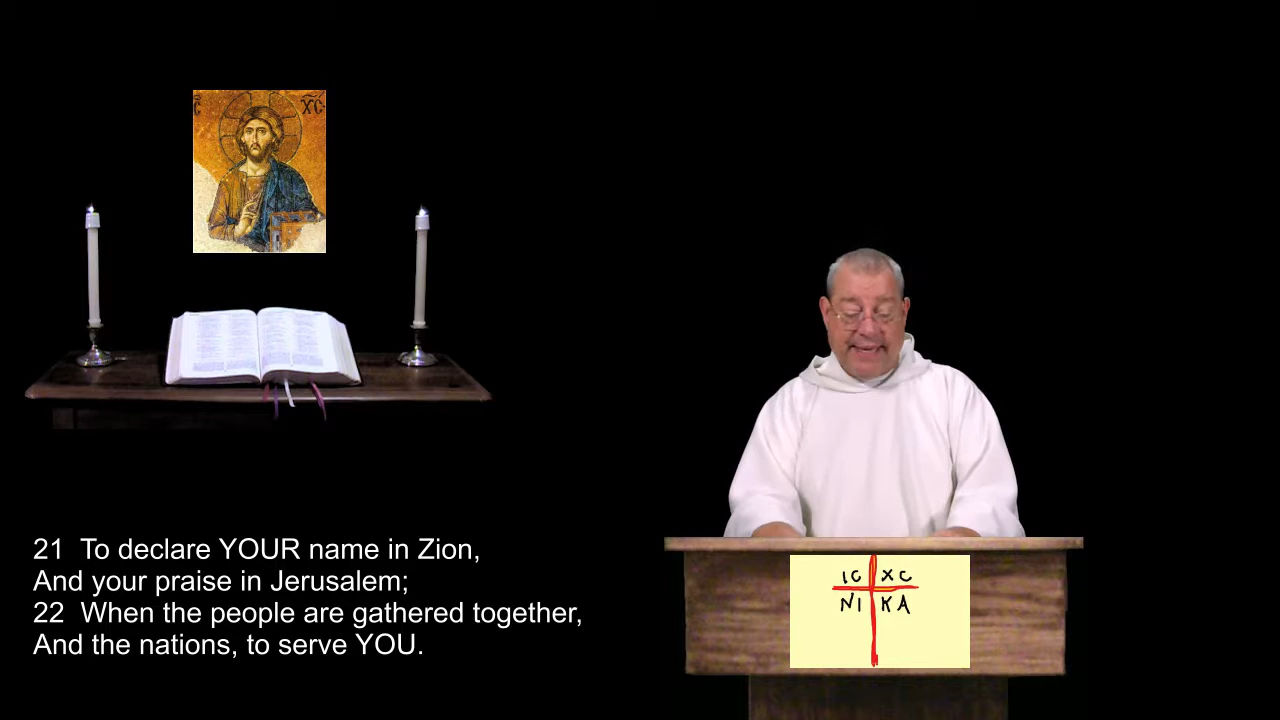 C XC
21 To declare YOUR name in Zion,
And your praise in Jerusalem;
22 When the people are gathered together,
And the nations, to serve YOU.
IC XC
NI KA